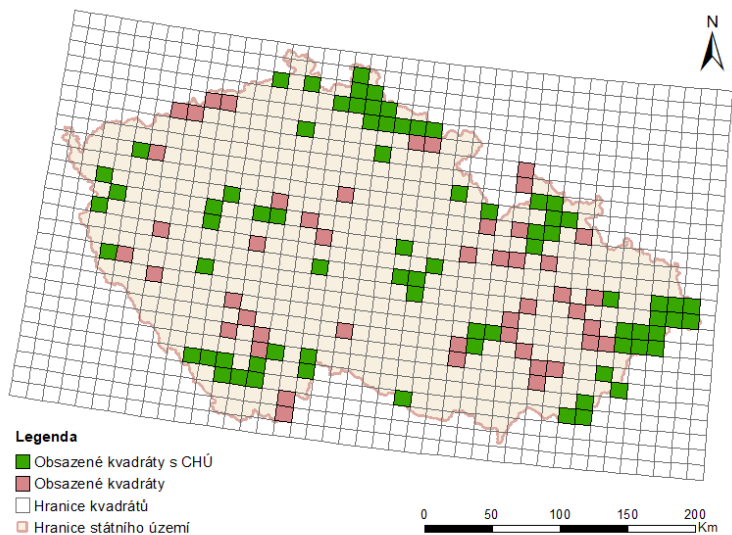 N
Legenda
Obsazené kvadráty s CHÚ
Obsazené kvadráty
Hranice kvadrátů
Hranice státního území
0 50 100 150 200
Km